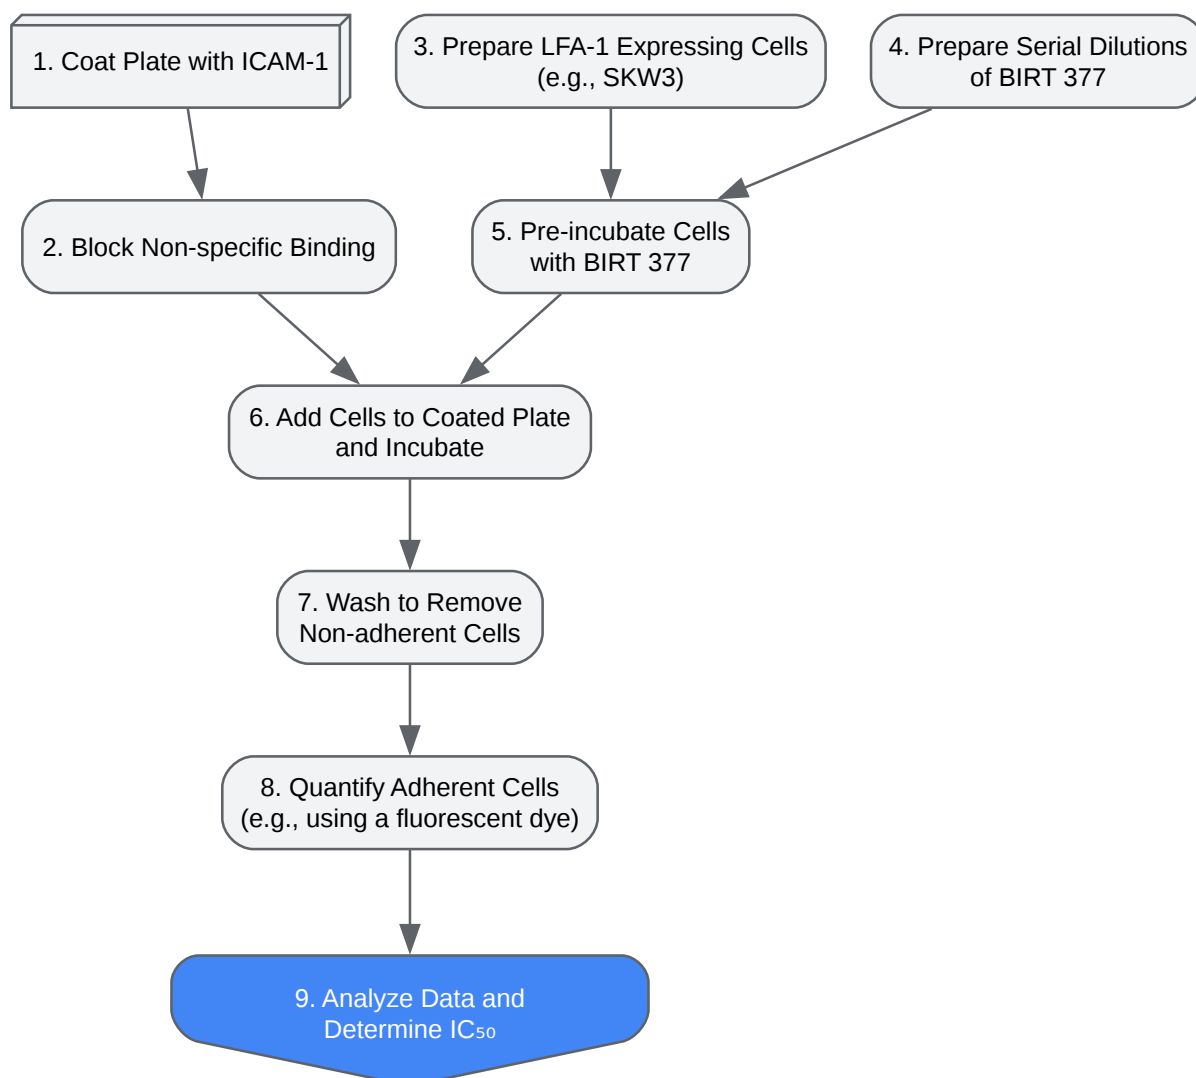 1. Coat Plate with ICAM-1
3. Prepare LFA-1 Expressing Cells
(e.g., SKW3)
4. Prepare Serial Dilutions
of BIRT 377
2. Block Non-specific Binding
5. Pre-incubate Cells
with BIRT 377
6. Add Cells to Coated Plate
and Incubate
7. Wash to Remove
Non-adherent Cells
8. Quantify Adherent Cells
(e.g., using a fluorescent dye)
9. Analyze Data and
Determine IC₅₀